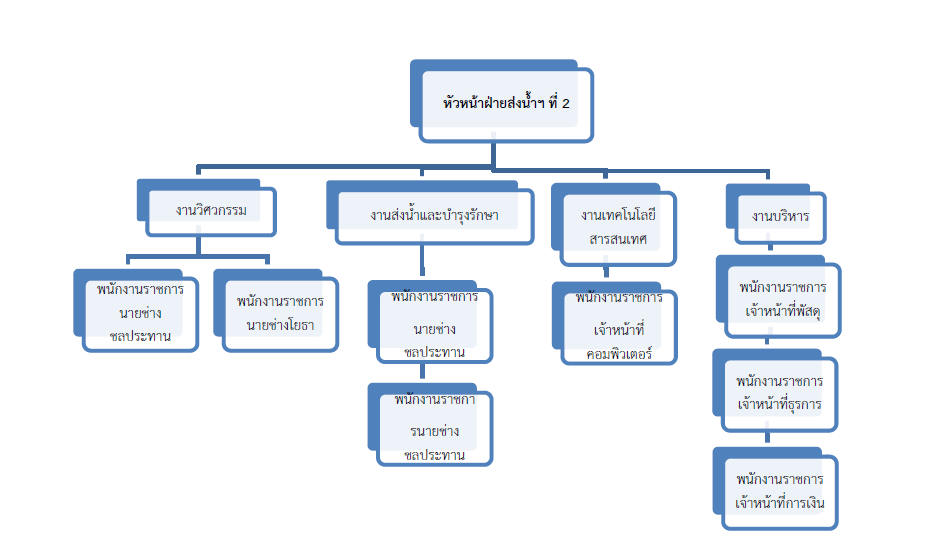 หัวหน้าฝ่ายส่งน้ำฯ ที่ 2
งานวิศวกรรม
พนักงานราชการ
นายช่าง
ชลประทาน
พนักงานราชการ
นายช่างโยธา
งานส่งน้ำและบำรุงรักษา
พนักงานราชการ
นายช่าง
ชลประทาน
พนักงานราชกา
รนายช่าง
ชลประทาน
งานเทคโนโลยี
สารสนเทศ
พนักงานราชการ
เจ้าหน้าที่
คอมพิวเตอร์
งานบริหาร
พนักงานราชการ
เจ้าหน้าที่พัสดุ
พนักงานราชการ
เจ้าหน้าที่ธุรการ
พนักงานราชการ
เจ้าหน้าที่การเงิน